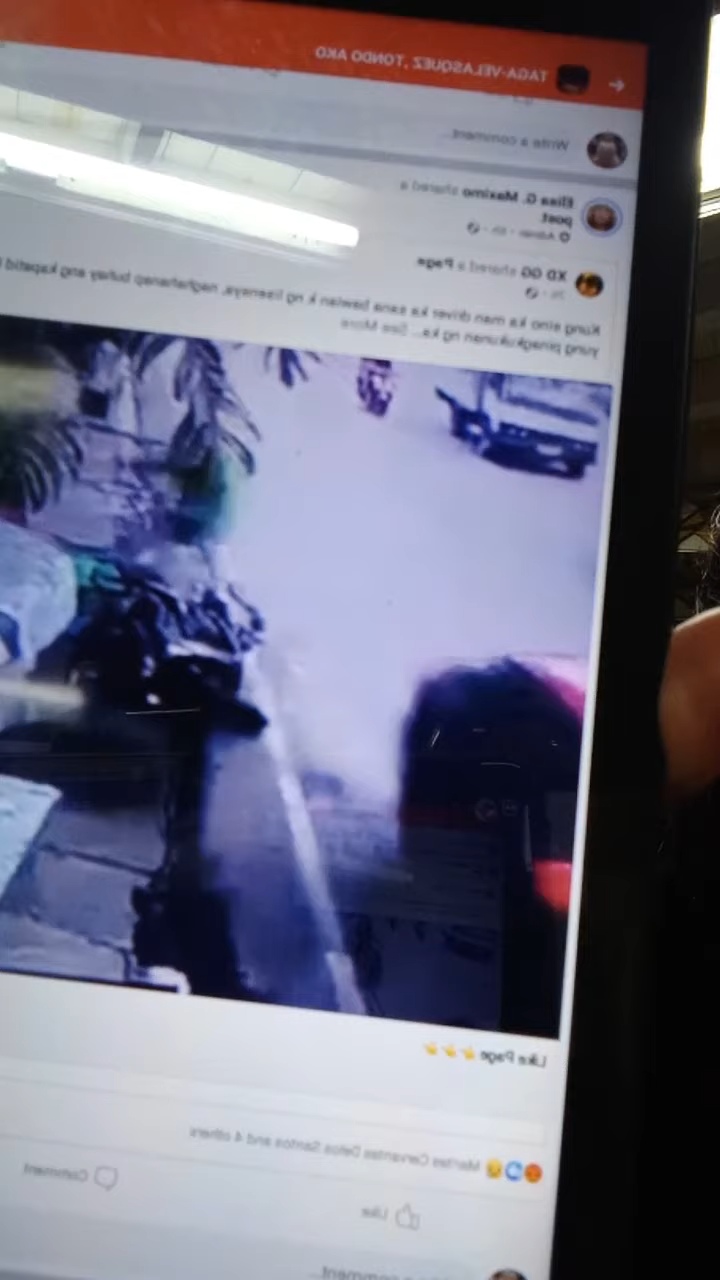 TAGA-VELASQUEZ, TONDO AKO
Write a comment...
Elisa G. Maximo shared a
post
Admin
XD GG shared a Page
Kung sino ka man driver ka sana bawian k ng lisensya, naghahanap buhay ang kapatid
yung pinagkukunan ng ka... See More
Like Page
Marites Cervantes Delos Santos and 4 others
Like
Comment
comment...